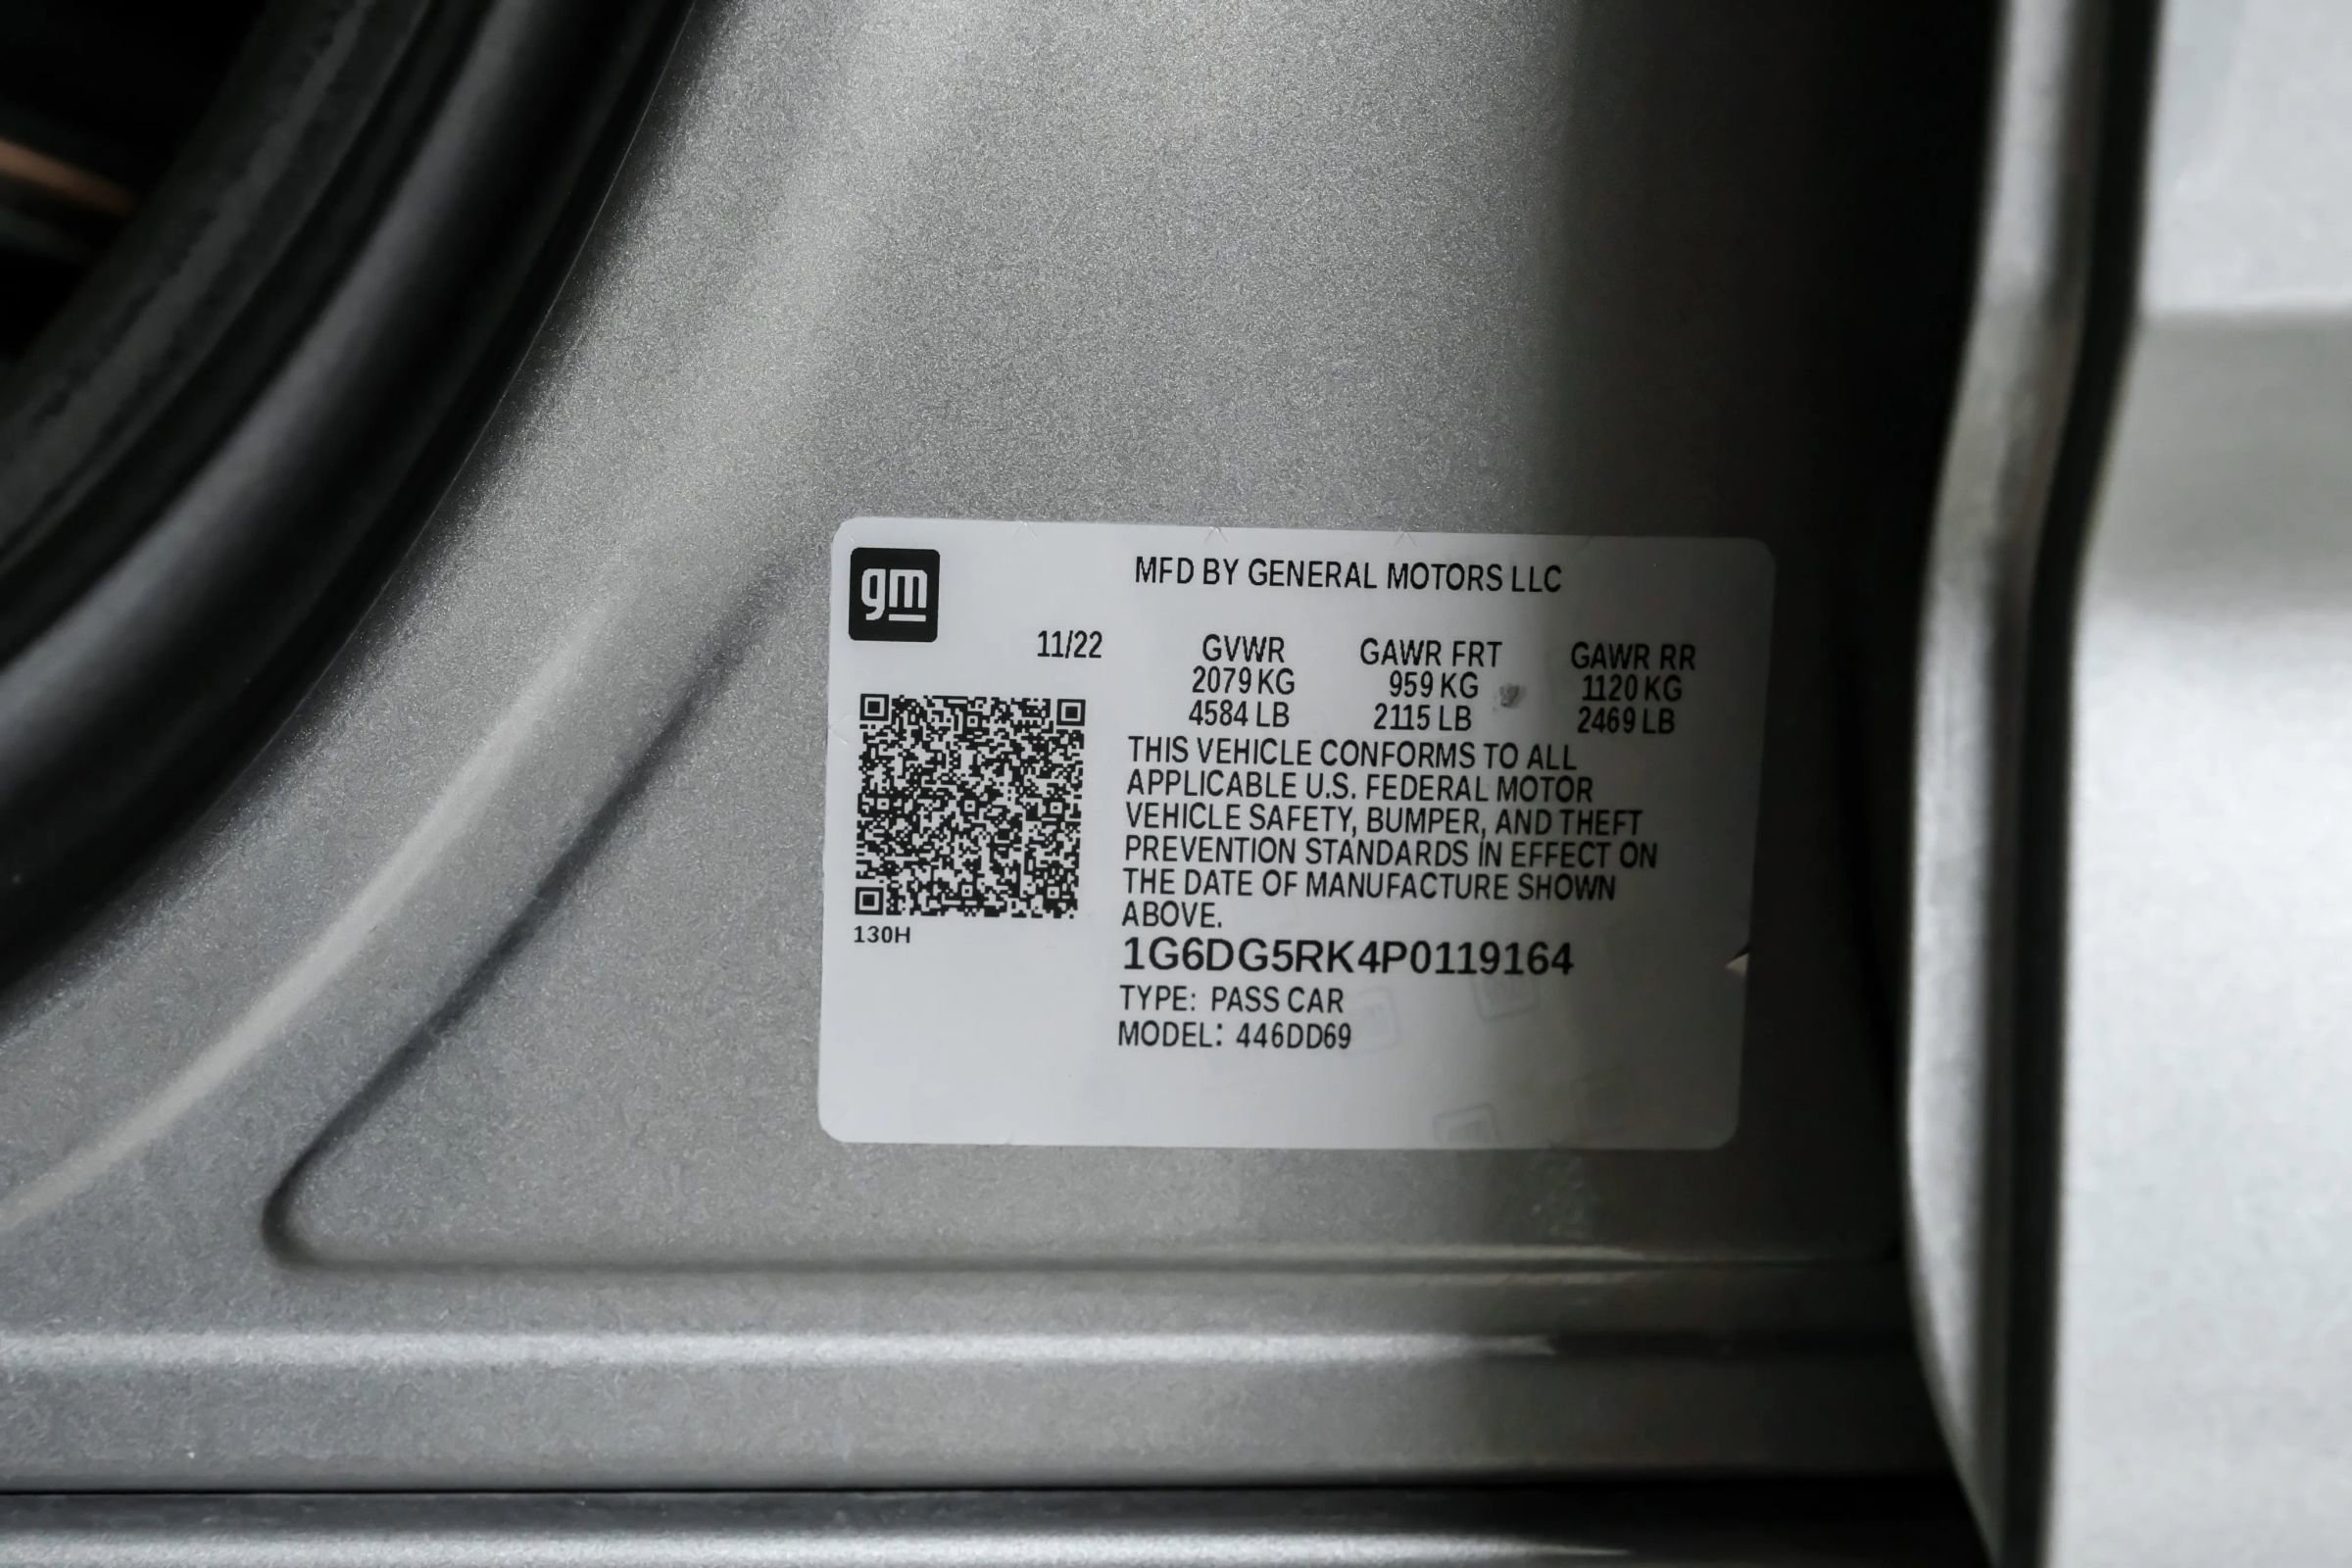 gm
MFD BY GENERAL MOTORS LLC
11/22 GVWR GAWR FRT GAWR RR
2079 KG 959 KG 1120 KG
4584 LB 2115 LB 2469 LB
THIS VEHICLE CONFORMS TO ALL
APPLICABLE U.S. FEDERAL MOTOR
VEHICLE SAFETY, BUMPER, AND THEFT
PREVENTION STANDARDS IN EFFECT ON
THE DATE OF MANUFACTURE SHOWN
ABOVE.
130H
1G6DG5RK4P0119164
TYPE: PASS CAR
MODEL: 446DD69